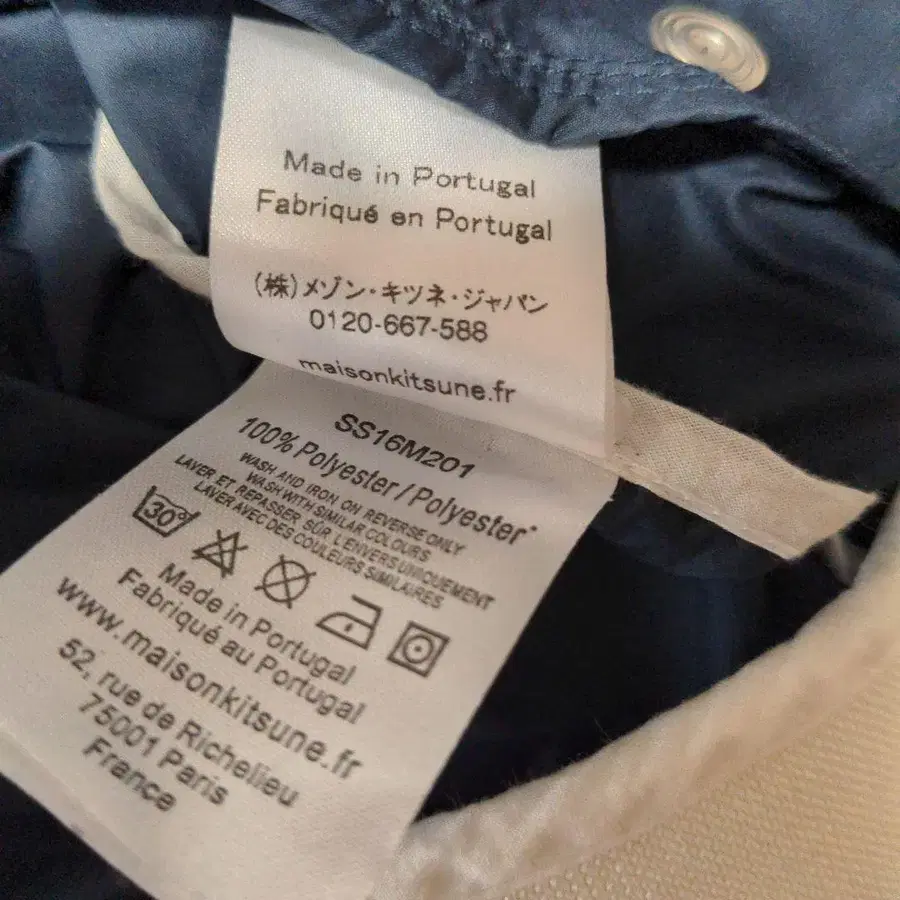 Made in Portugal
Fabriqué en Portugal
(株)メゾン・キツネ・ジャパン
0120-667-588
maisonkitsune.fr
SS16M201
100% Polyester/Polyester*
WASH AND IRON ON REVERSE ONLY
WASH WITH SIMILAR COLOURS
LAVER ET REPASSER SUR L'ENVERS UNIQUEMENT
LAVER AVEC DES COULEURS SIMILAIRES
30°
Made in Portugal
Fabriqué au Portugal
www.maisonkitsune.fr
52, rue de Richelieu
75001 Paris
France